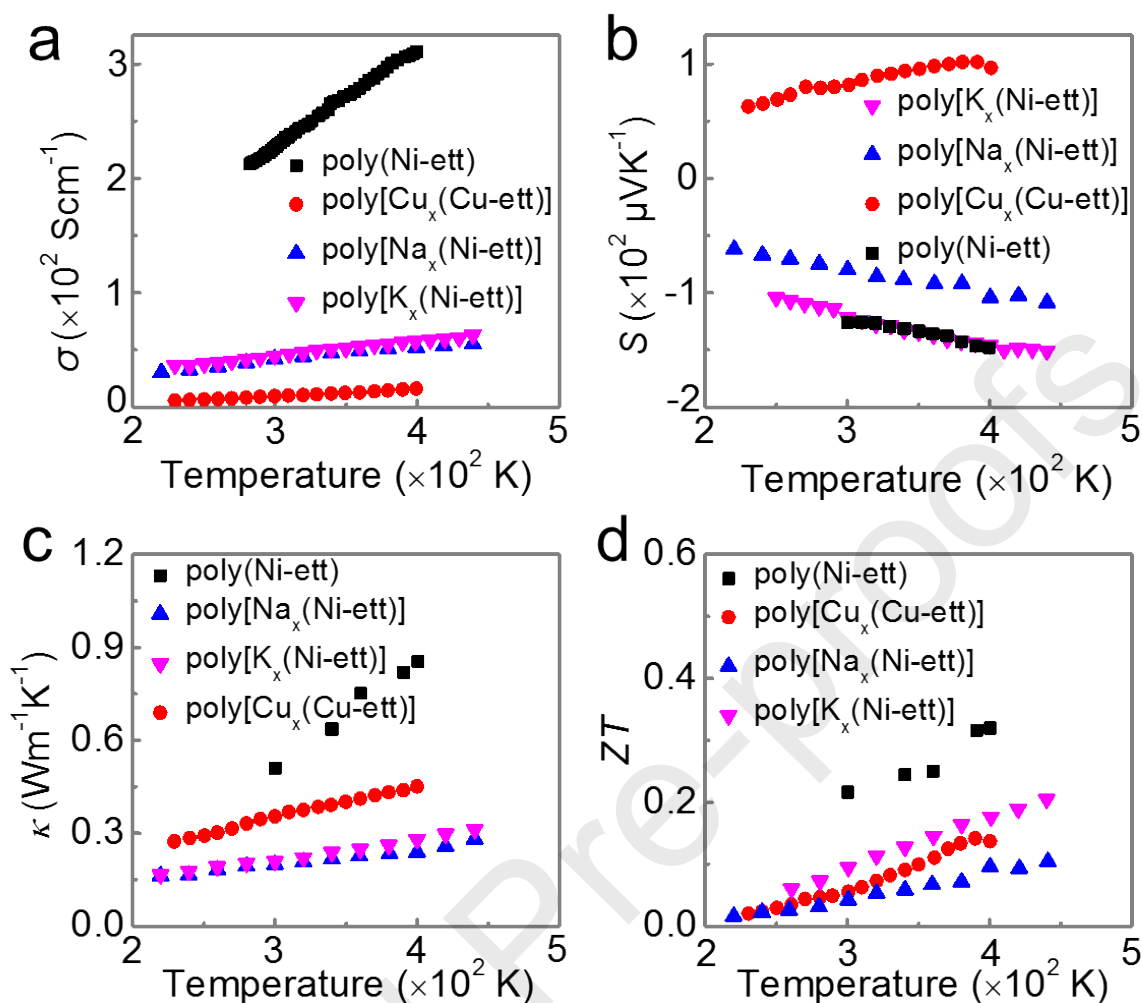 a
3
2
1
0
σ (×10² Scm⁻¹)
poly(Ni-ett)
poly[Cuₓ(Cu-ett)]
poly[Naₓ(Ni-ett)]
poly[Kₓ(Ni-ett)]
2 3 4 5
Temperature (×10² K)
b
1
0
-1
-2
S (×10² μVK⁻¹)
poly[Kₓ(Ni-ett)]
poly[Naₓ(Ni-ett)]
poly[Cuₓ(Cu-ett)]
poly(Ni-ett)
2 3 4 5
Temperature (×10² K)
c
1.2
0.9
0.6
0.3
0.0
κ (Wm⁻¹K⁻¹)
poly(Ni-ett)
poly[Naₓ(Ni-ett)]
poly[Kₓ(Ni-ett)]
poly[Cuₓ(Cu-ett)]
2 3 4 5
Temperature (×10² K)
d
0.6
0.4
0.2
0.0
ZT
poly(Ni-ett)
poly[Cuₓ(Cu-ett)]
poly[Naₓ(Ni-ett)]
poly[Kₓ(Ni-ett)]
2 3 4 5
Temperature (×10² K)
Pre-proofs